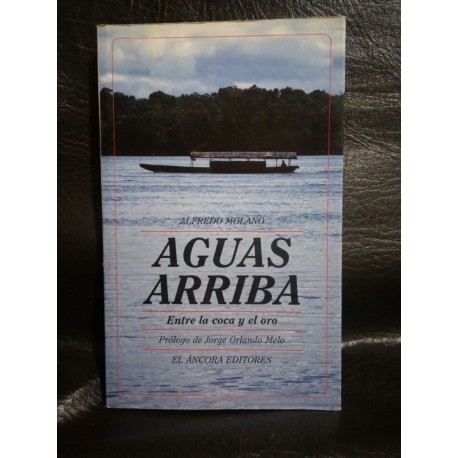 ALFREDO MOLANO
AGUAS
ARRIBA
Entre la coca y el oro
Prólogo de Jorge Orlando Melo
EL ÁNCORA EDITORES